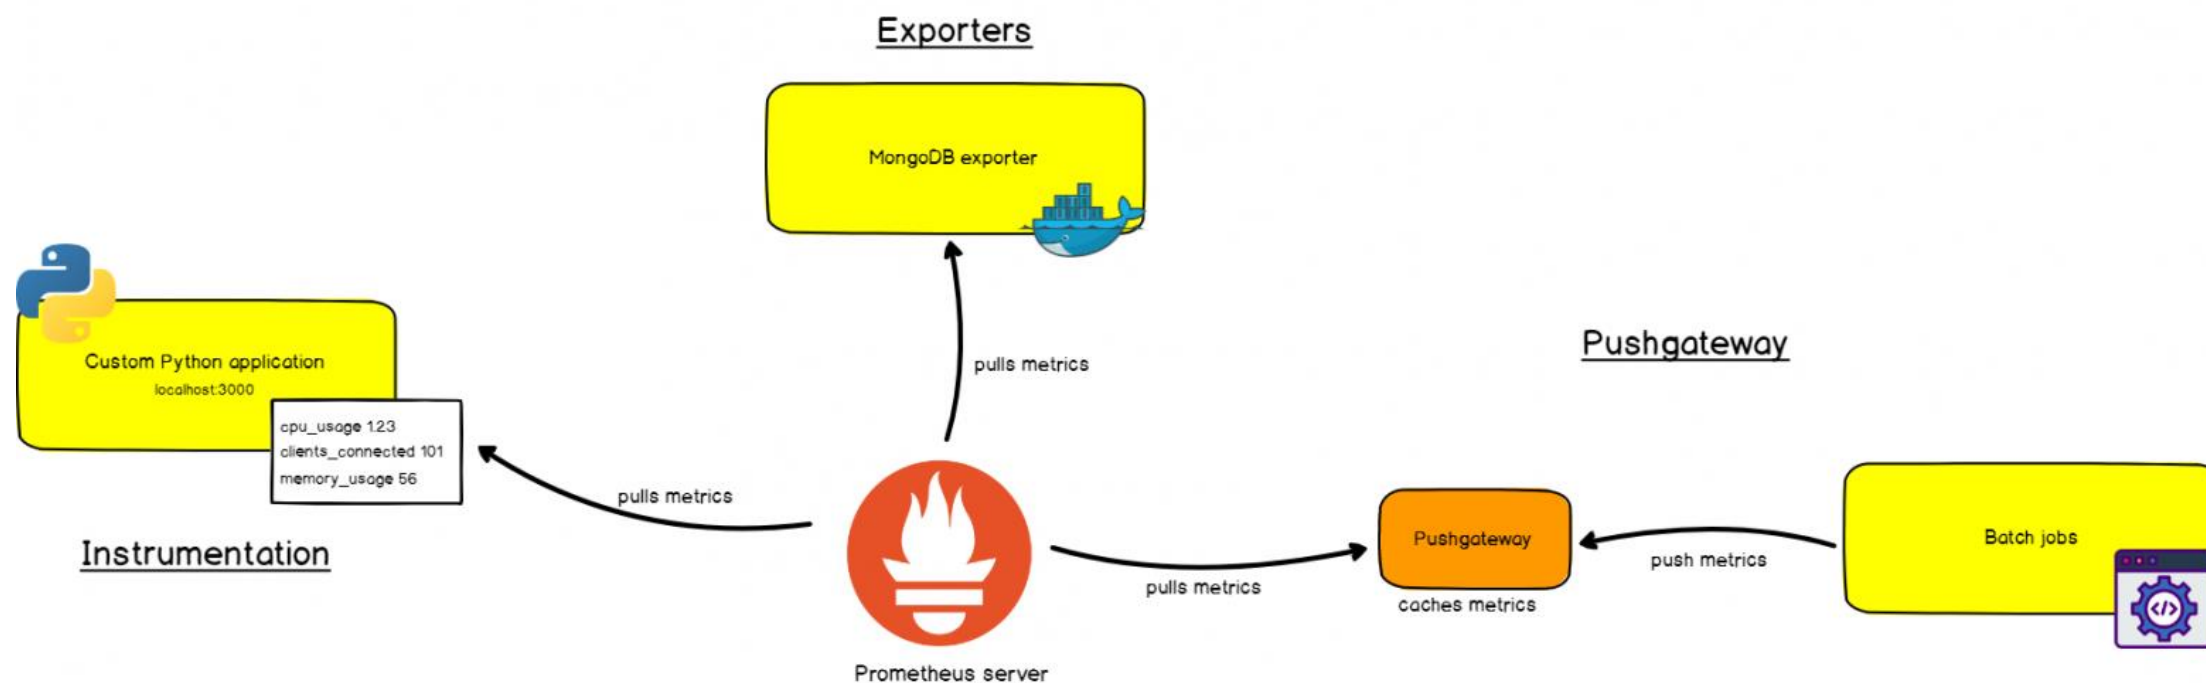 Exporters
MongoDB exporter
pulls metrics
Custom Python application
localhost:3000
cpu_usage 1.23
clients_connected 101
memory_usage 56
Instrumentation
pulls metrics
Prometheus server
pulls metrics
Pushgateway
Pushgateway
caches metrics
push metrics
Batch jobs
</>